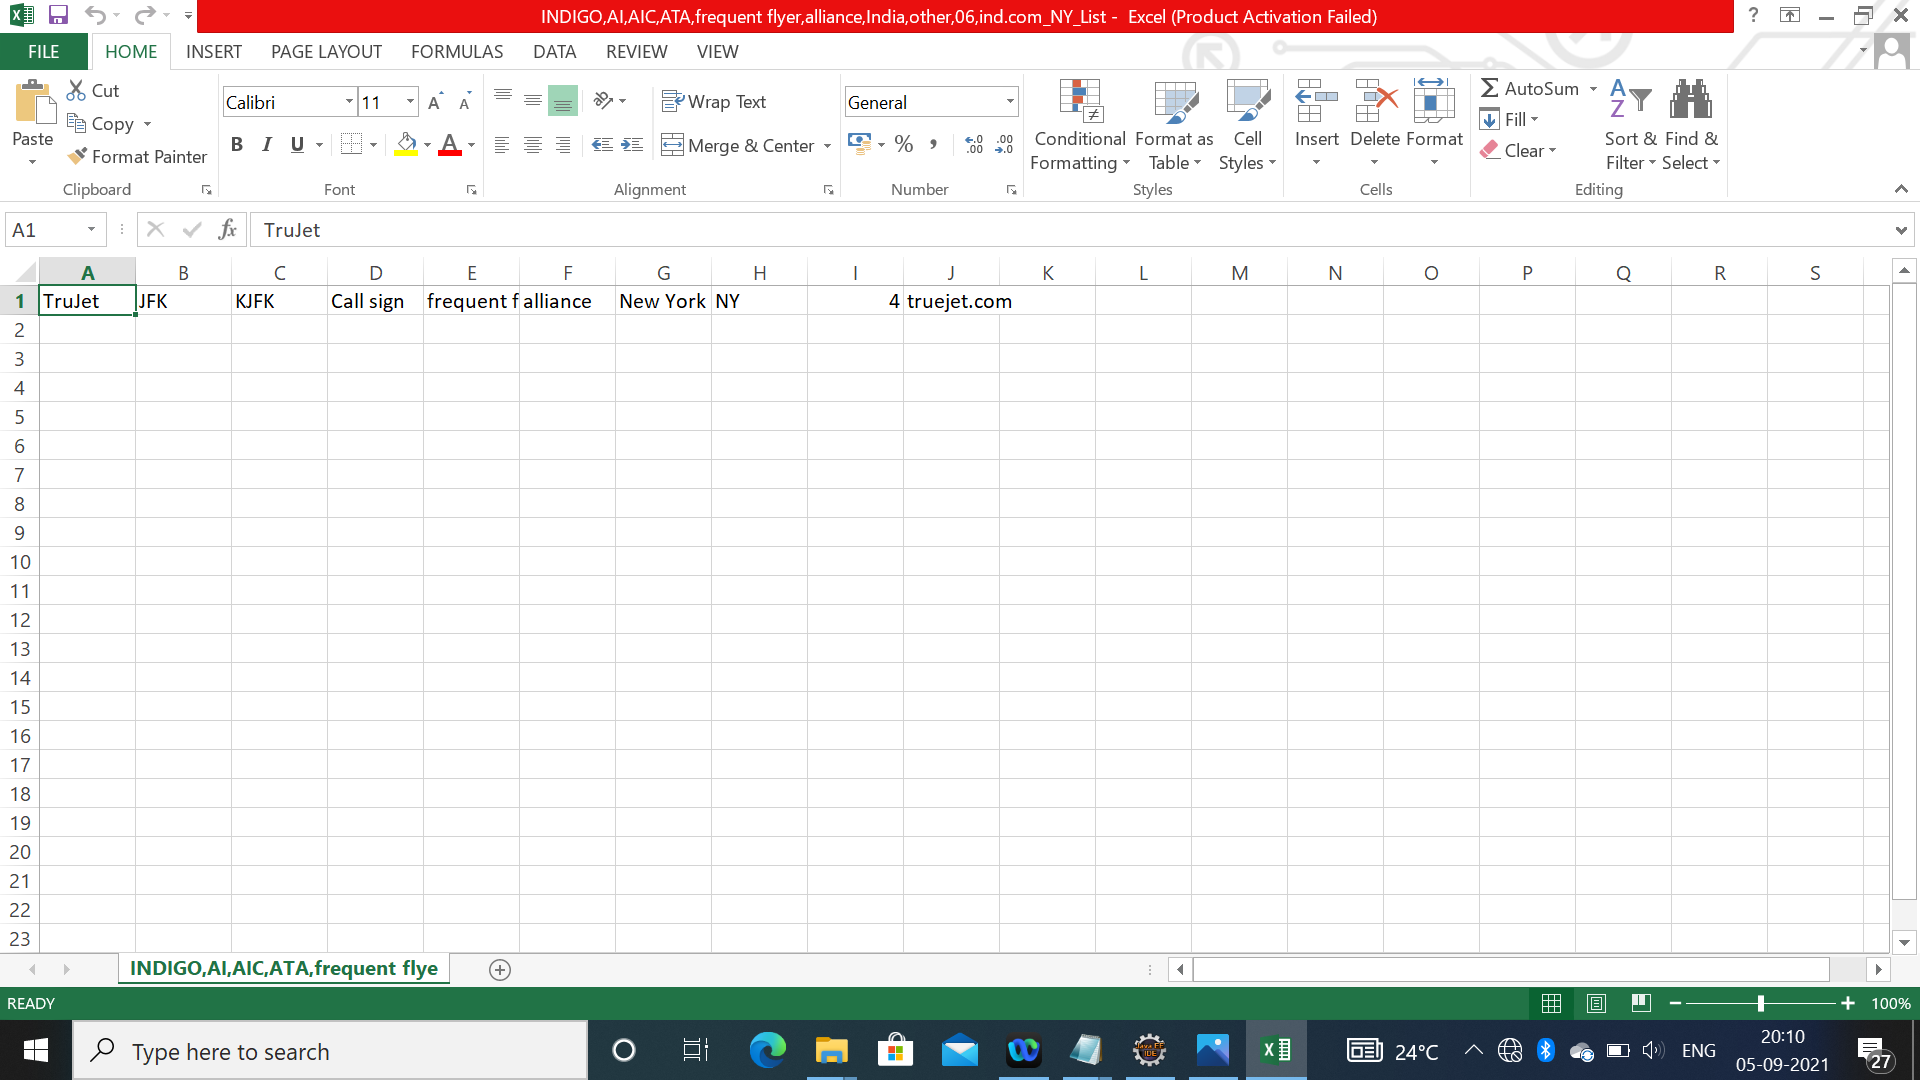 INDIGO,AI,AIC,ATA,frequent flyer,alliance,India,other,06,ind.com_NY_List - Excel (Product Activation Failed)
?
FILE HOME INSERT PAGE LAYOUT FORMULAS DATA REVIEW VIEW
Paste
Cut
Copy
Format Painter
Clipboard
Calibri 11
B I U
Font
Wrap Text
Merge & Center
Alignment
General
%
Number
Conditional Formatting
Format as Table
Cell Styles
Styles
Insert
Delete
Format
Cells
AutoSum
Fill
Clear
Sort & Filter
Find & Select
Editing
A1 fx TruJet
A B C D E F G H I J K L M N O P Q R S
1 TruJet JFK KJFK Call sign frequent f alliance New York NY 4 truejet.com
2
3
4
5
6
7
8
9
10
11
12
13
14
15
16
17
18
19
20
21
22
23
INDIGO,AI,AIC,ATA,frequent flye
READY 100%
Type here to search
24°C
ENG
20:10
05-09-2021
27